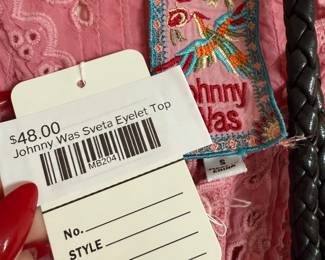 Johnny
Was
S
$48.00
Johnny Was Sveta Eyelet Top
MB204
No.
STYLE